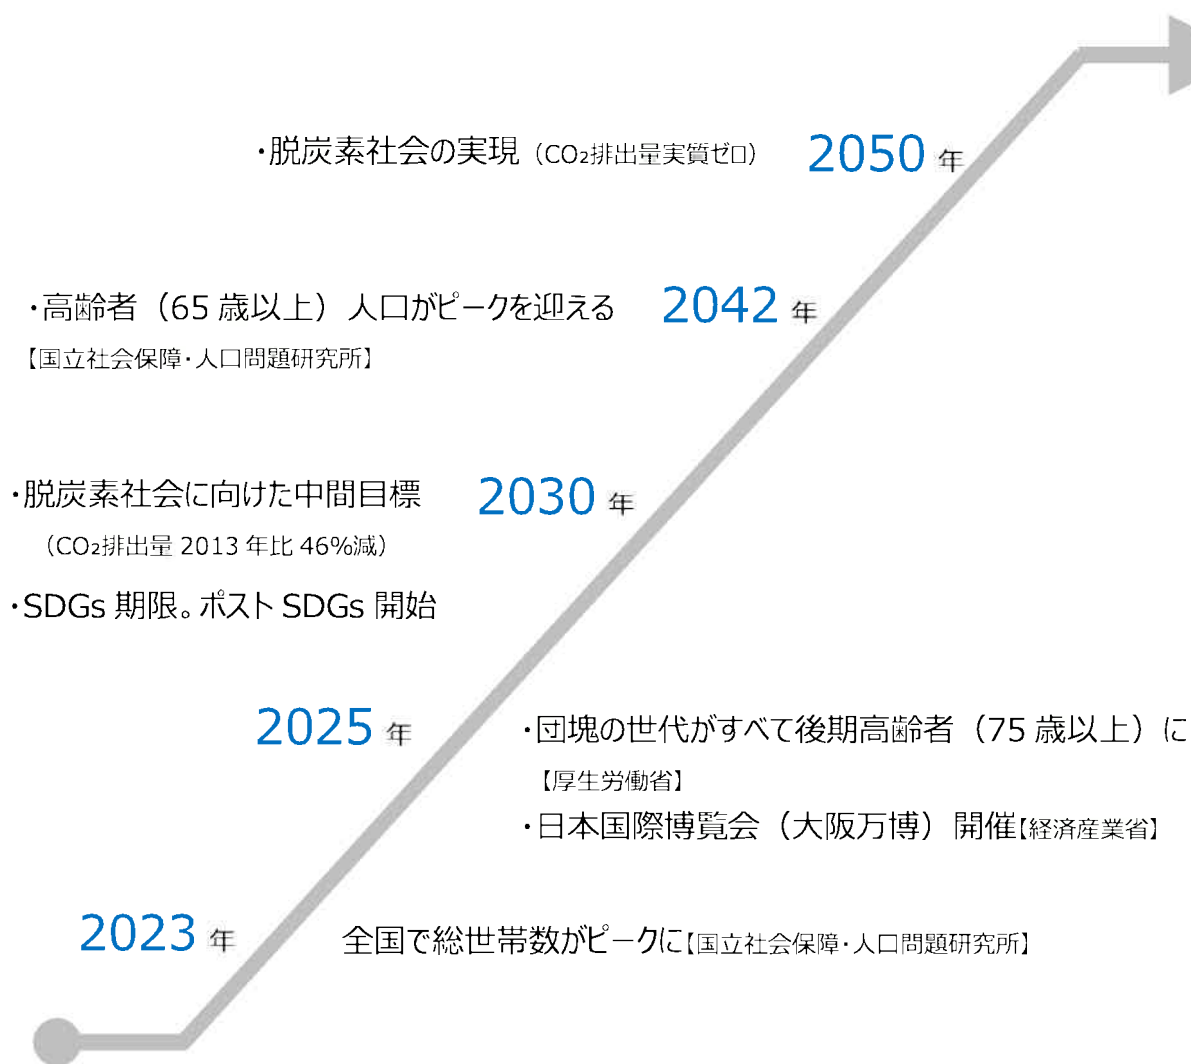 ・脱炭素社会の実現（CO₂排出量実質ゼロ） 2050 年
・高齢者（65 歳以上）人口がピークを迎える 2042 年
【国立社会保障・人口問題研究所】
・脱炭素社会に向けた中間目標 2030 年
（CO₂排出量 2013 年比 46%減）
・SDGs 期限。ポスト SDGs 開始
2025 年 ・団塊の世代がすべて後期高齢者（75 歳以上）に
【厚生労働省】
・日本国際博覧会（大阪万博）開催【経済産業省】
2023 年 全国で総世帯数がピークに【国立社会保障・人口問題研究所】